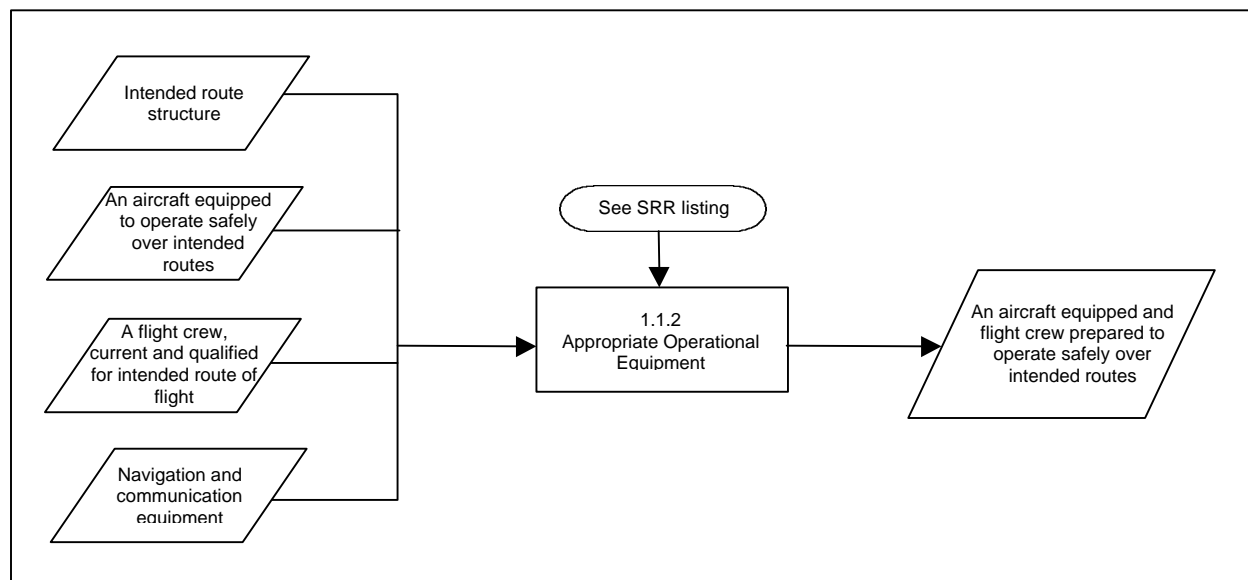 Intended route
structure
An aircraft equipped
to operate safely
over intended
routes
A flight crew,
current and qualified
for intended route of
flight
Navigation and
communication
equipment
See SRR listing
1.1.2
Appropriate Operational
Equipment
An aircraft equipped and
flight crew prepared to
operate safely over
intended routes